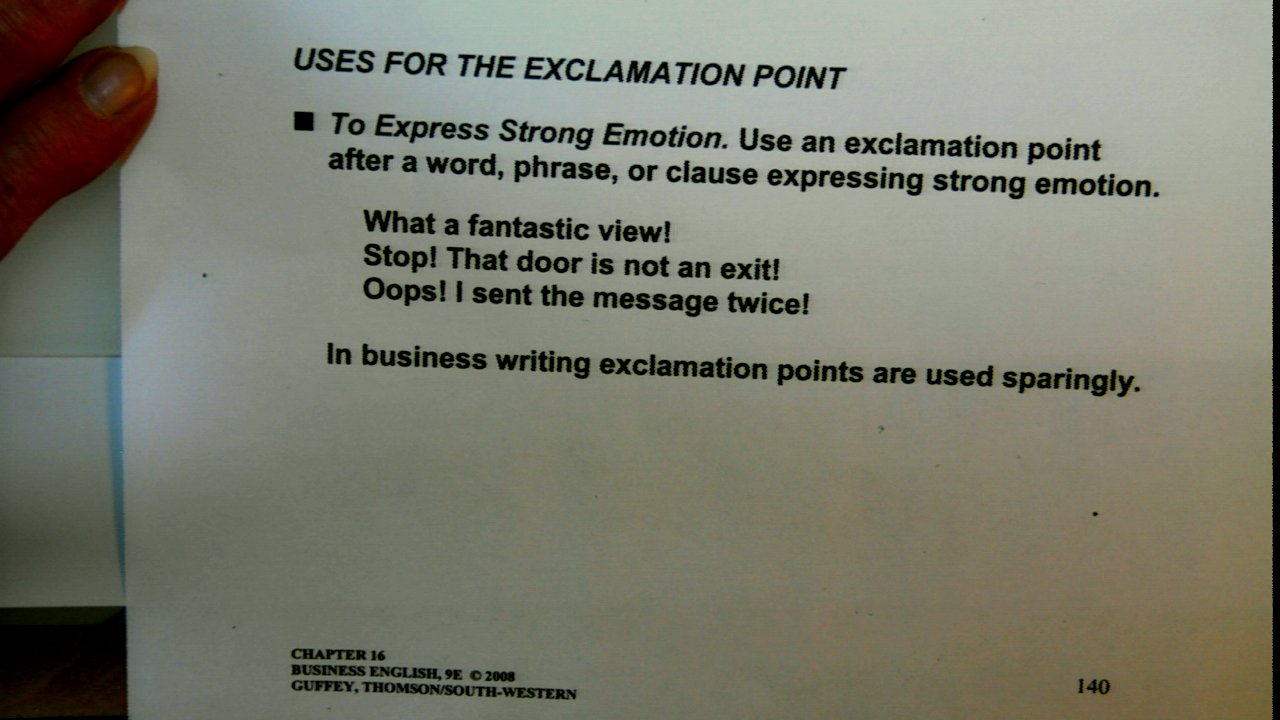 USES FOR THE EXCLAMATION POINT
■ To Express Strong Emotion. Use an exclamation point
after a word, phrase, or clause expressing strong emotion.
What a fantastic view!
Stop! That door is not an exit!
Oops! I sent the message twice!
In business writing exclamation points are used sparingly.
CHAPTER 16
BUSINESS ENGLISH, 9E © 2008
GUFFEY, THOMSON/SOUTH-WESTERN
140